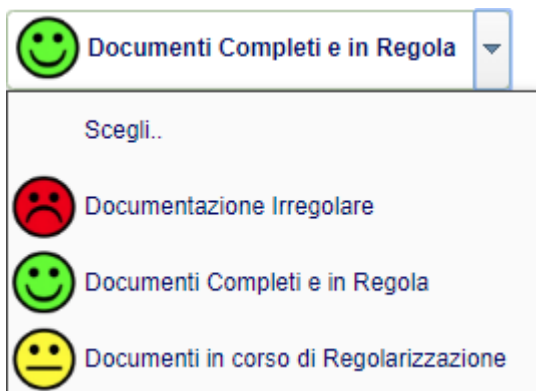 Documenti Completi e in Regola
Scegli..
Documentazione Irregolare
Documenti Completi e in Regola
Documenti in corso di Regolarizzazione